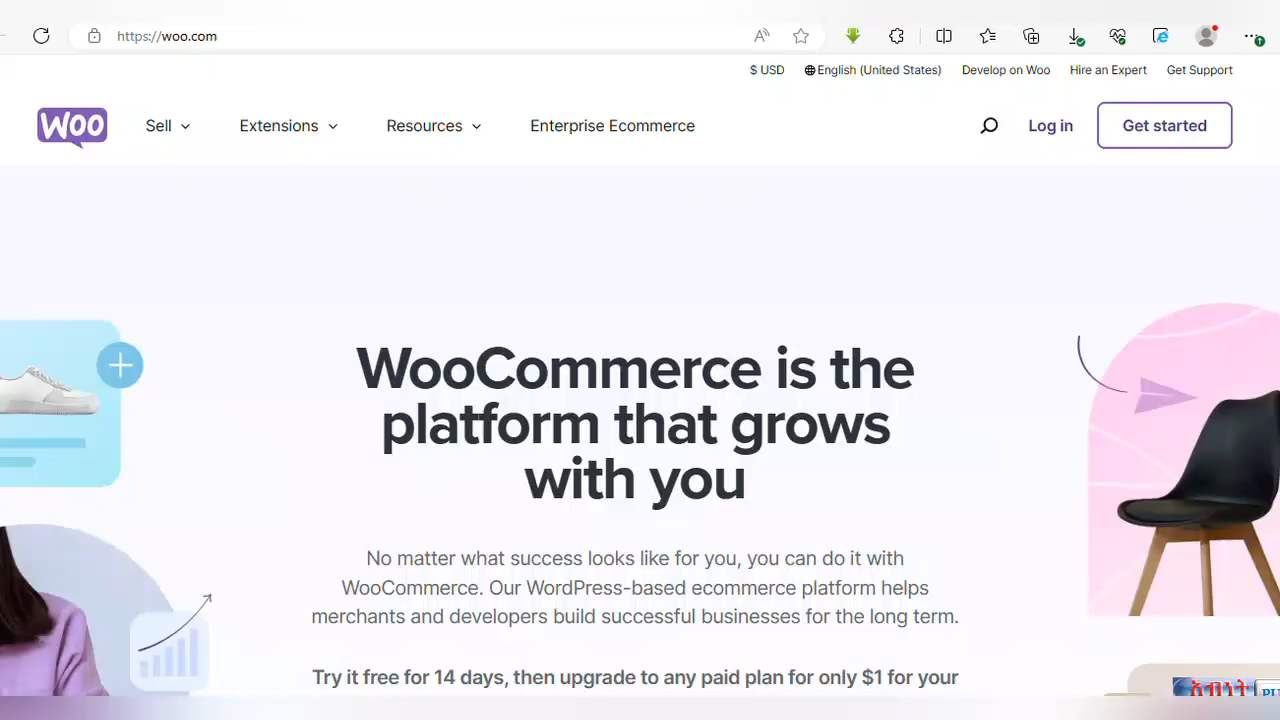 https://woo.com
$ USD English (United States) Develop on Woo Hire an Expert Get Support
WOO Sell Extensions Resources Enterprise Ecommerce Log in Get started
WooCommerce is the
platform that grows
with you
No matter what success looks like for you, you can do it with
WooCommerce. Our WordPress-based ecommerce platform helps
merchants and developers build successful businesses for the long term.
Try it free for 14 days, then upgrade to any paid plan for only $1 for your